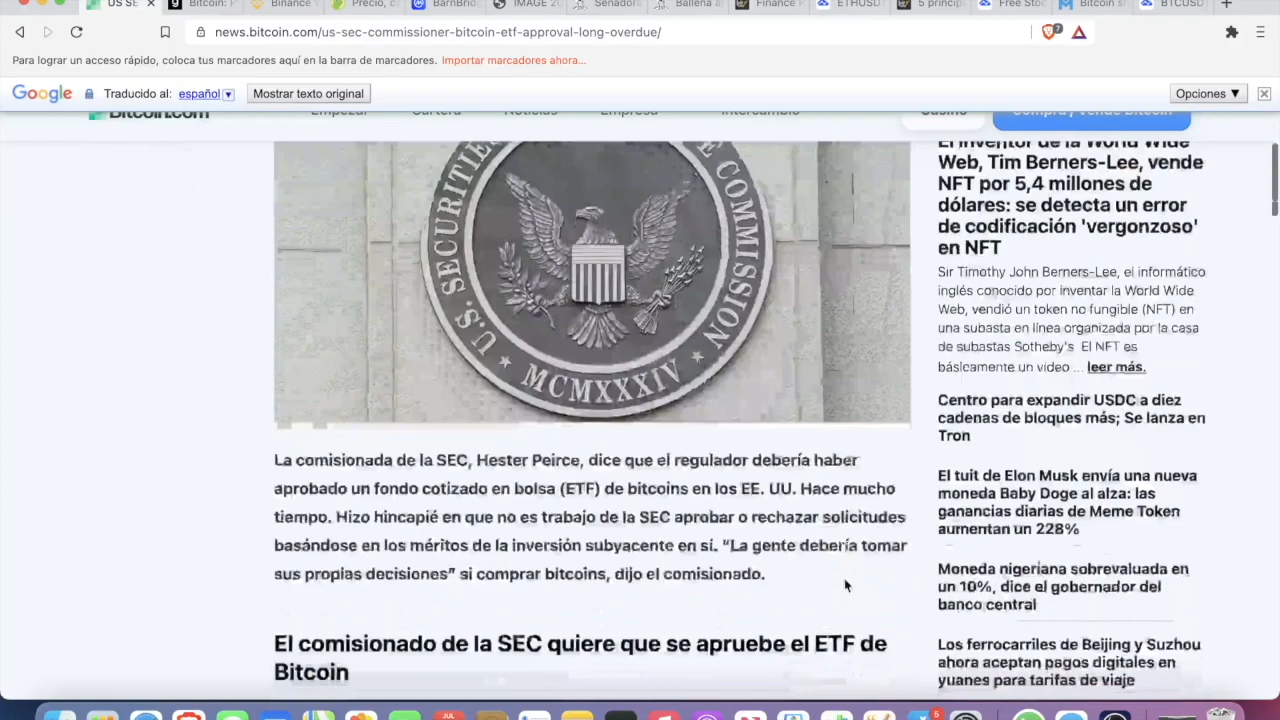 US SE
Bitcoin: P
Binance
Precio, c
BarnBridg
IMAGE 20
Senadora
Ballena a
Finance
ETHUSDT
5 princip
Free Stoc
Bitcoin s
BTCUSD
news.bitcoin.com/us-sec-commissioner-bitcoin-etf-approval-long-overdue/
7
Para lograr un acceso rápido, coloca tus marcadores aquí en la barra de marcadores. Importar marcadores ahora...
Google Traducido al: español Mostrar texto original Opciones ▼
Bitcoin.com Empezar Cartera Noticias Empresa Intercambio Casino Compra y Vende Bitcoin
U.S. SECURITIES COMMISSION
MCMXXXIV
La comisionada de la SEC, Hester Peirce, dice que el regulador debería haber
aprobado un fondo cotizado en bolsa (ETF) de bitcoins en los EE. UU. Hace mucho
tiempo. Hizo hincapié en que no es trabajo de la SEC aprobar o rechazar solicitudes
basándose en los méritos de la inversión subyacente en sí. “La gente debería tomar
sus propias decisiones” si comprar bitcoins, dijo el comisionado.
El comisionado de la SEC quiere que se apruebe el ETF de
Bitcoin
El inventor de la World Wide
Web, Tim Berners-Lee, vende
NFT por 5,4 millones de
dólares: se detecta un error
de codificación 'vergonzoso'
en NFT
Sir Timothy John Berners-Lee, el informático
inglés conocido por inventar la World Wide
Web, vendió un token no fungible (NFT) en
una subasta en línea organizada por la casa
de subastas Sotheby's El NFT es
básicamente un video ... leer más.
Centro para expandir USDC a diez
cadenas de bloques más; Se lanza en
Tron
El tuit de Elon Musk envía una nueva
moneda Baby Doge al alza: las
ganancias diarias de Meme Token
aumentan un 228%
Moneda nigeriana sobrevaluada en
un 10%, dice el gobernador del
banco central
Los ferrocarriles de Beijing y Suzhou
ahora aceptan pagos digitales en
yuanes para tarifas de viaje
JUL
5